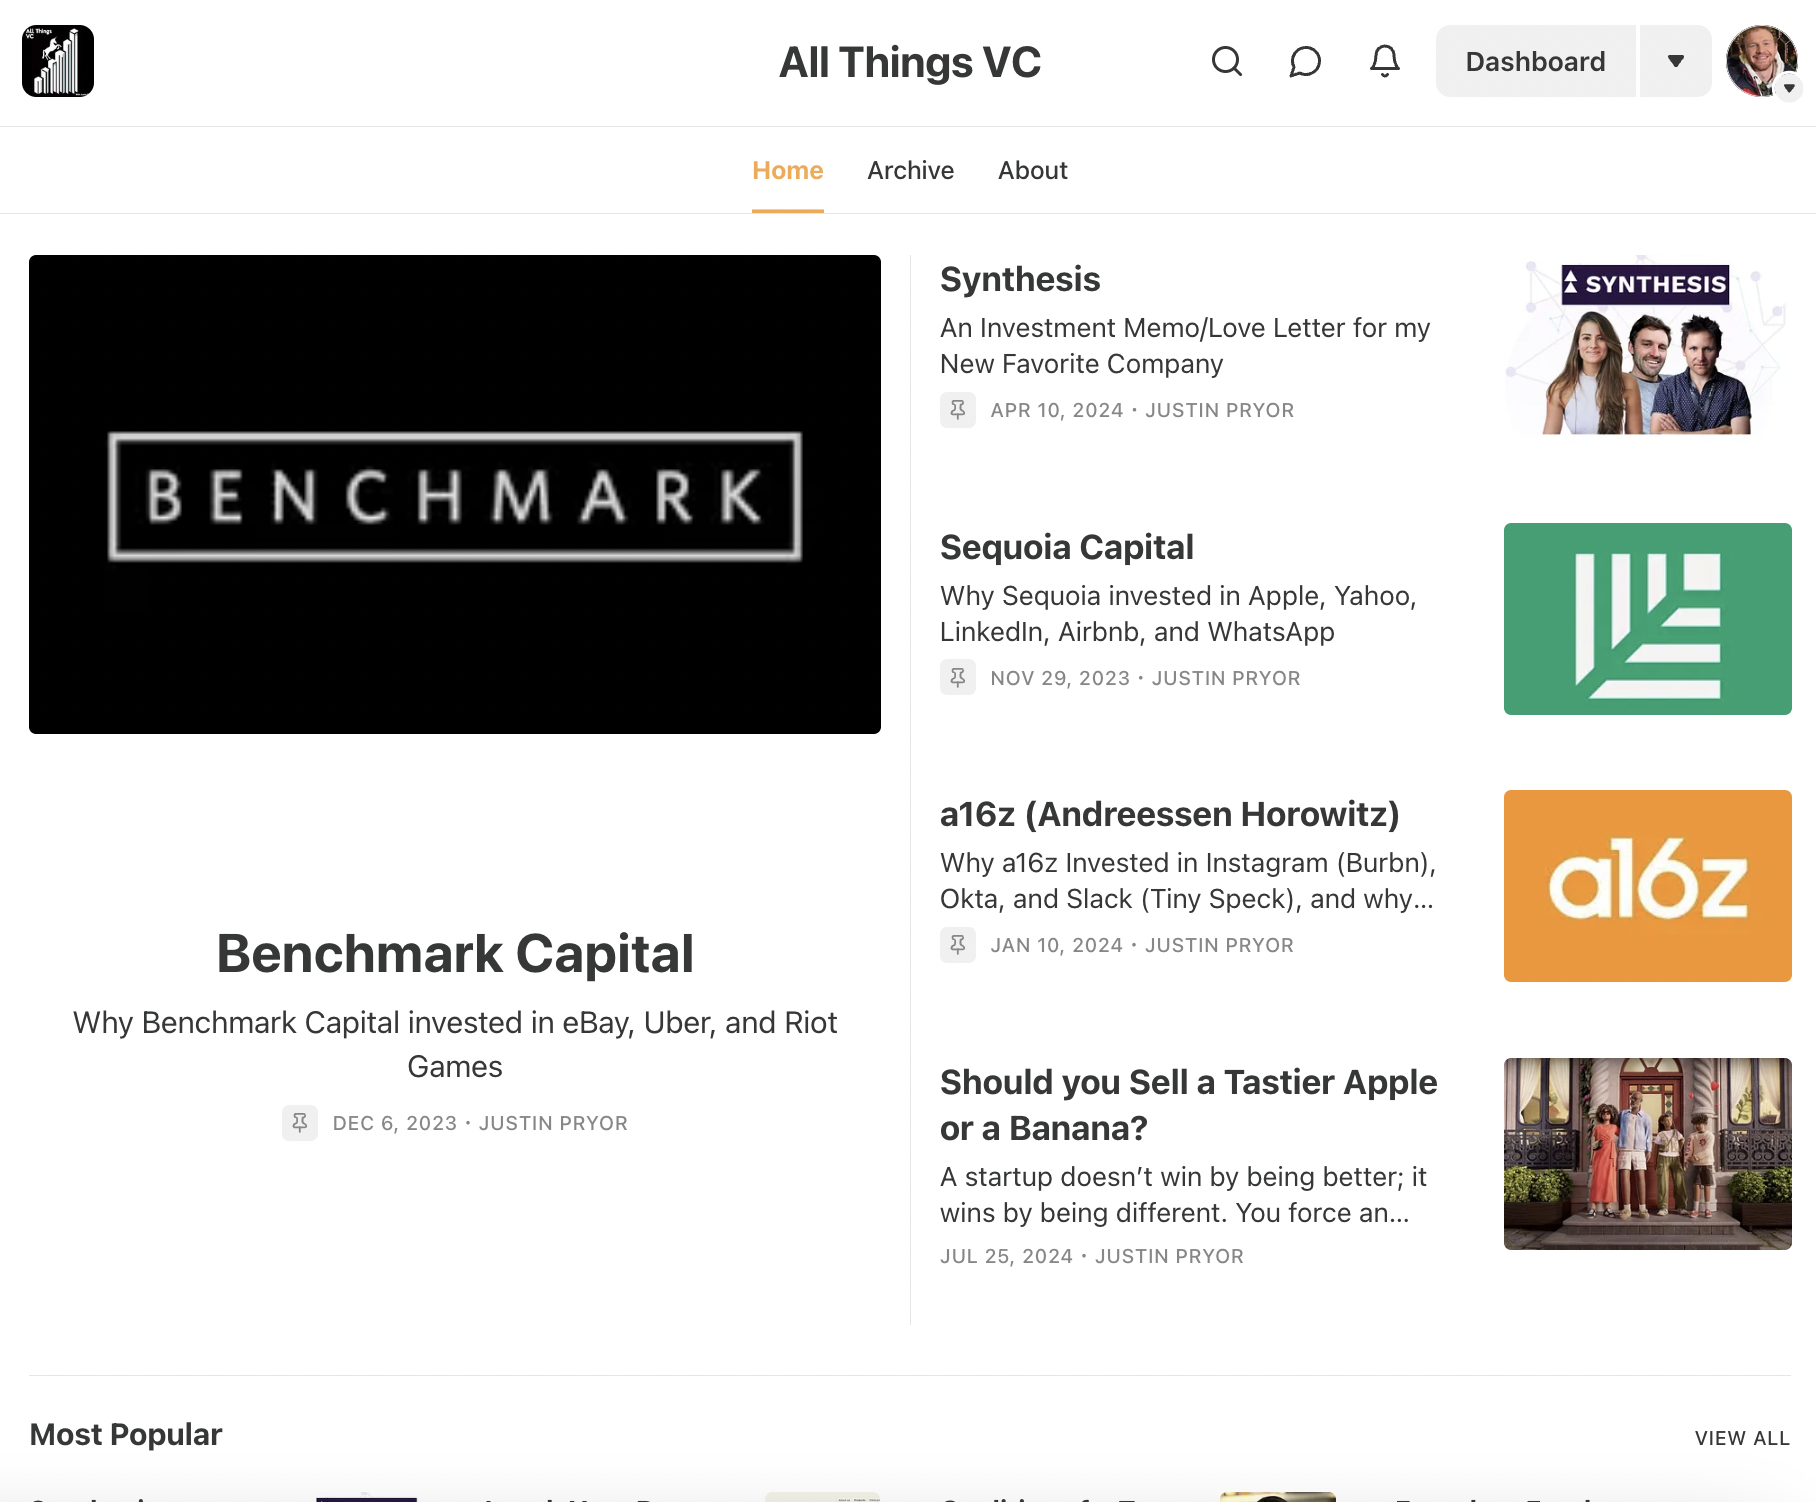 All Things
VC
All Things VC
Dashboard
Home
Archive
About
BENCHMARK
Benchmark Capital
Why Benchmark Capital invested in eBay, Uber, and Riot
Games
DEC 6, 2023 • JUSTIN PRYOR
Synthesis
An Investment Memo/Love Letter for my
New Favorite Company
APR 10, 2024 • JUSTIN PRYOR
SYNTHESIS
Sequoia Capital
Why Sequoia invested in Apple, Yahoo,
LinkedIn, Airbnb, and WhatsApp
NOV 29, 2023 • JUSTIN PRYOR
a16z (Andreessen Horowitz)
Why a16z Invested in Instagram (Burbn),
Okta, and Slack (Tiny Speck), and why...
JAN 10, 2024 • JUSTIN PRYOR
a16z
Should you Sell a Tastier Apple
or a Banana?
A startup doesn’t win by being better; it
wins by being different. You force an...
JUL 25, 2024 • JUSTIN PRYOR
Most Popular
VIEW ALL